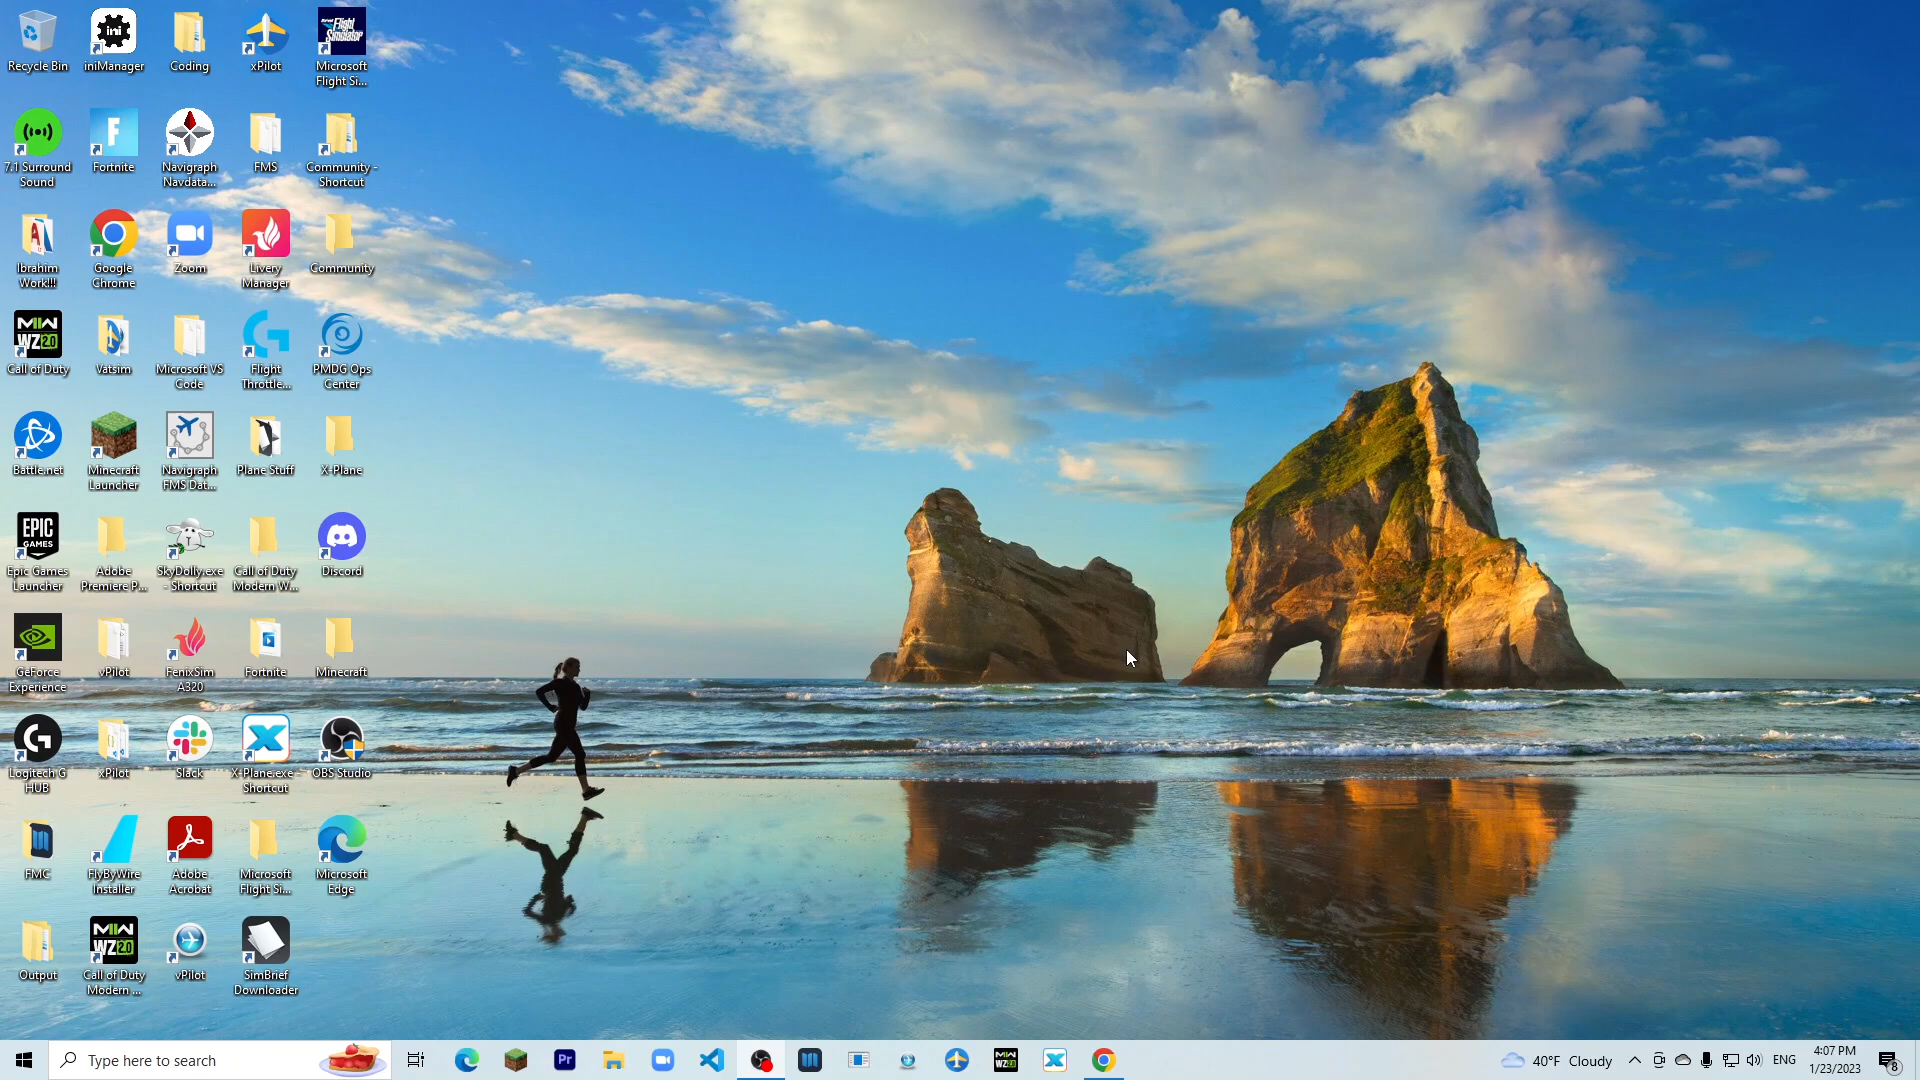 Recycle Bin
iniManager
Coding
xPilot
Microsoft
Flight Si...
7.1 Surround
Sound
Fortnite
Navigraph
Navdata...
FMS
Community -
Shortcut
Ibrahim
Work!!!
Google
Chrome
Zoom
Livery
Manager
Community
Call of Duty
Vatsim
Microsoft VS
Code
Flight
Throttle...
PMDG Ops
Center
Battle.net
Minecraft
Launcher
Navigraph
FMS Dat...
Plane Stuff
X-Plane
Epic Games
Launcher
Adobe
Premiere P...
SkyDolly.exe
- Shortcut
Call of Duty
Modern W...
Discord
GeForce
Experience
vPilot
FenixSim
A320
Fortnite
Minecraft
Logitech G
HUB
xPilot
Slack
X-Plane.exe -
Shortcut
OBS Studio
FMC
FlyByWire
Installer
Adobe
Acrobat
Microsoft
Flight Si...
Microsoft
Edge
Output
Call of Duty
Modern ...
vPilot
SimBrief
Downloader
Type here to search
40°F Cloudy
ENG
4:07 PM
1/23/2023
8